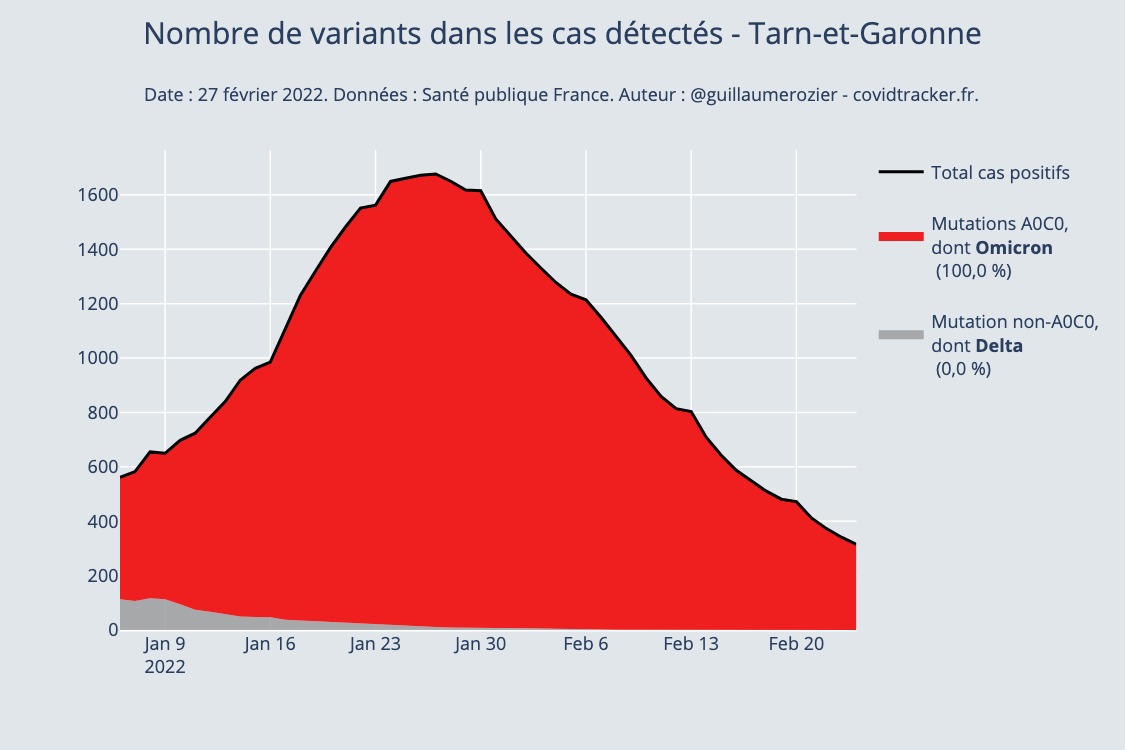 Nombre de variants dans les cas détectés - Tarn-et-Garonne
Date : 27 février 2022. Données : Santé publique France. Auteur : @guillaumerozier - covidtracker.fr.
1600
1400
1200
1000
800
600
400
200
0
Jan 9
2022
Jan 16
Jan 23
Jan 30
Feb 6
Feb 13
Feb 20
Total cas positifs
Mutations A0C0,
dont Omicron
(100,0 %)
Mutation non-A0C0,
dont Delta
(0,0 %)